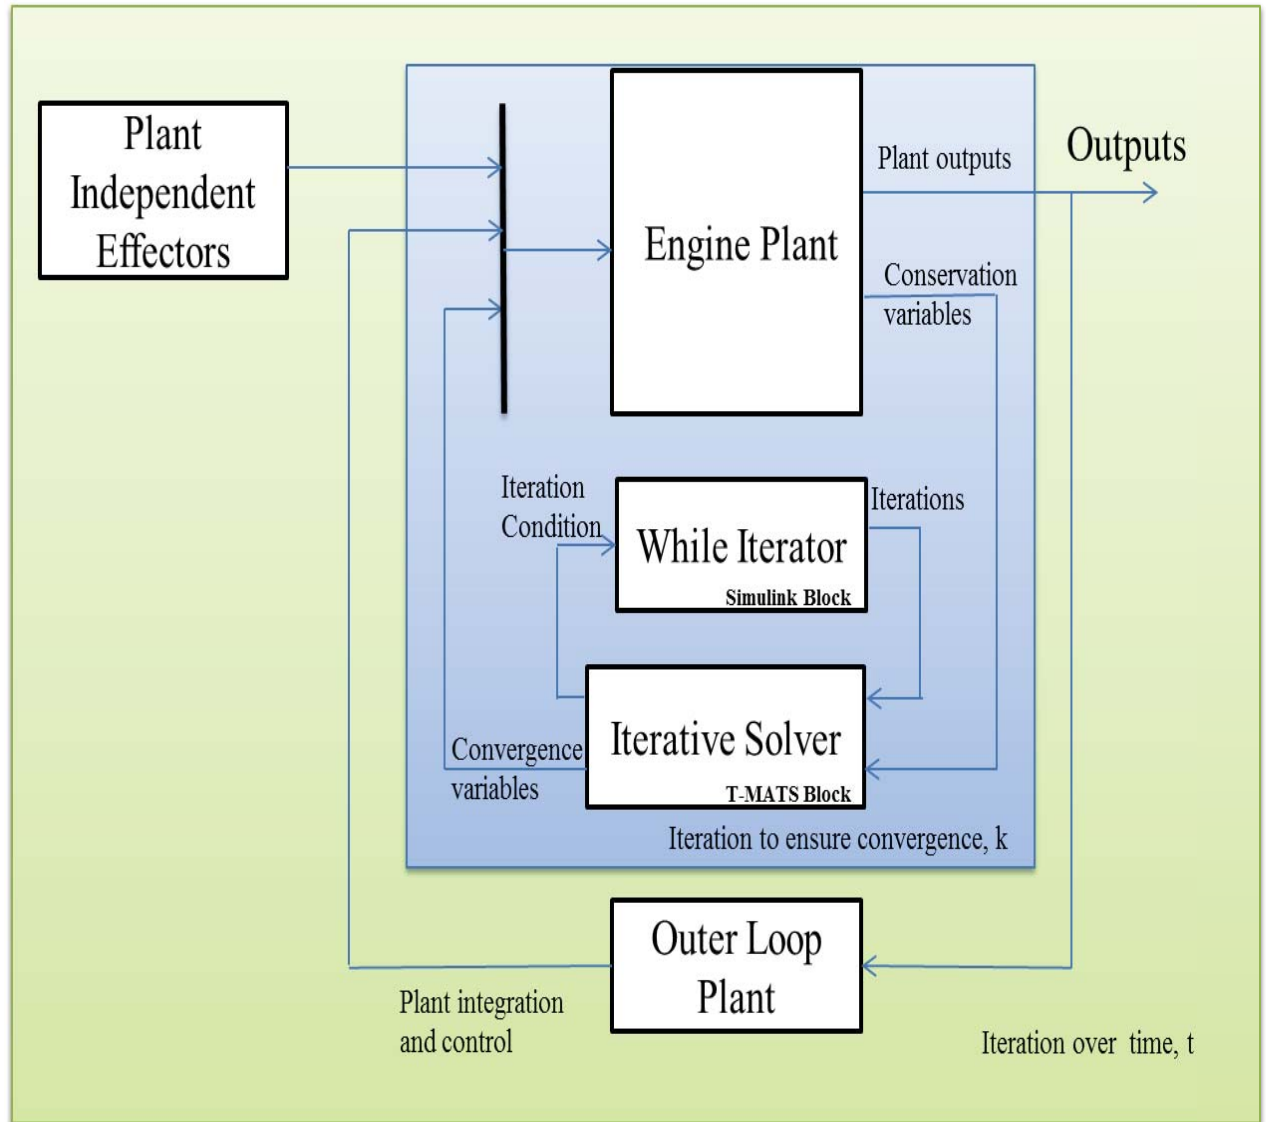 Plant
Independent
Effectors
Engine Plant
Plant outputs
Outputs
Conservation
variables
Iteration
Condition
While Iterator
Simulink Block
Iterations
Iterative Solver
T-MATS Block
Convergence
variables
Iteration to ensure convergence, k
Outer Loop
Plant
Plant integration
and control
Iteration over time, t